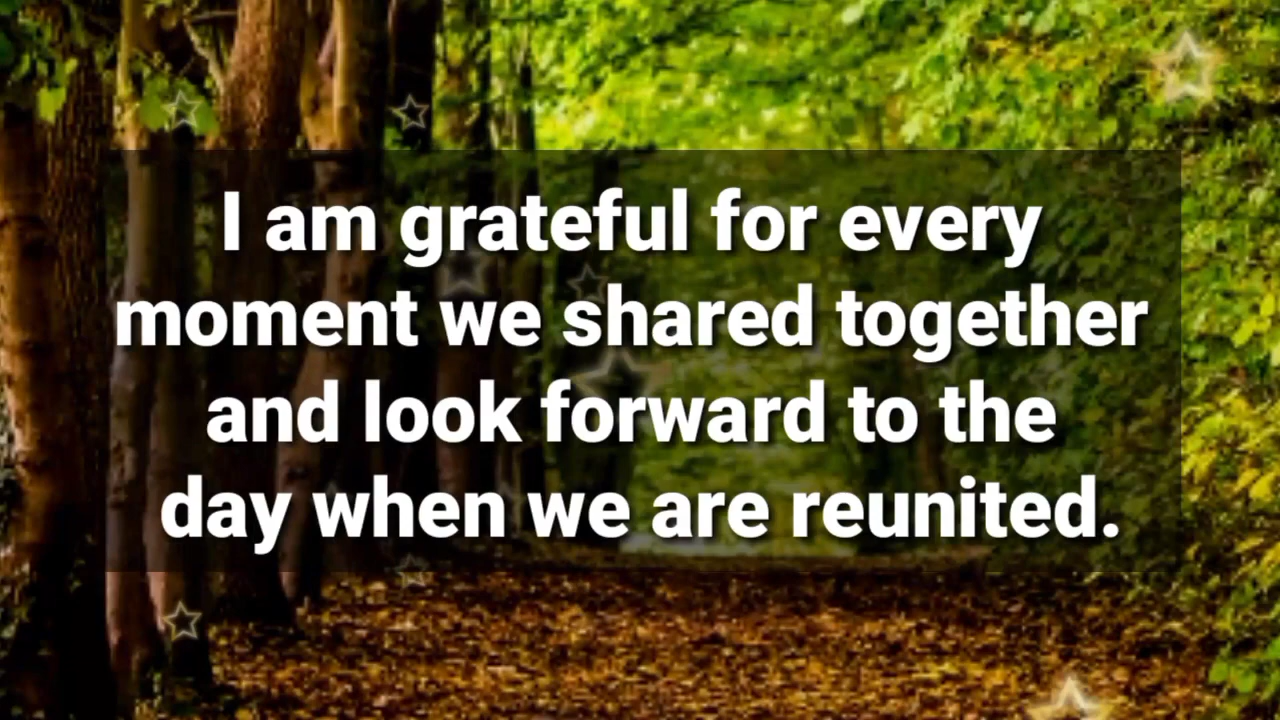 I am grateful for every
moment we shared together
and look forward to the
day when we are reunited.